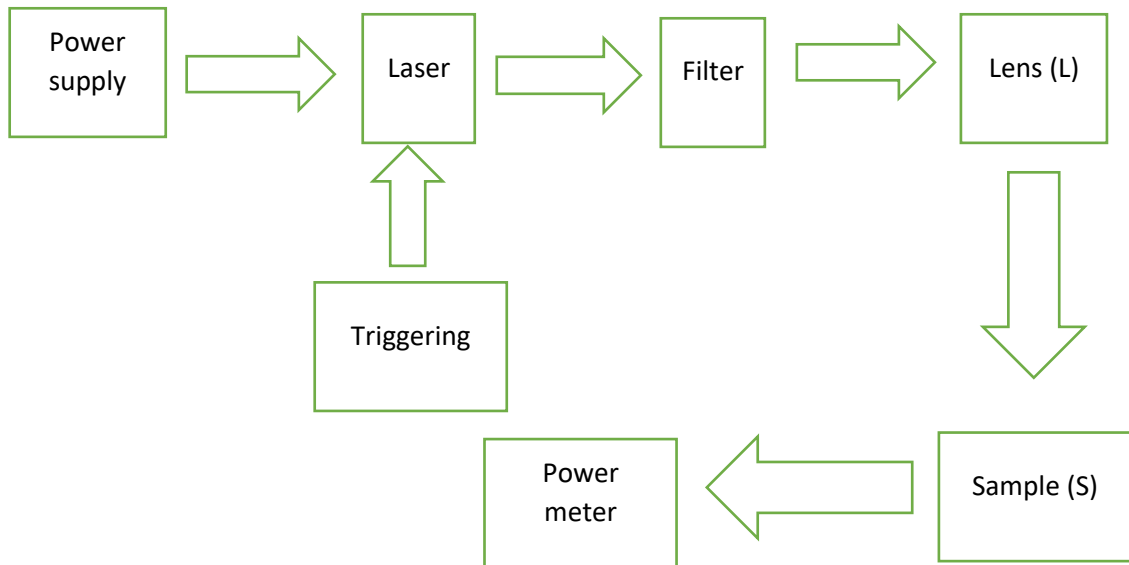 Power
supply
Laser
Filter
Lens (L)
Triggering
Power
meter
Sample (S)